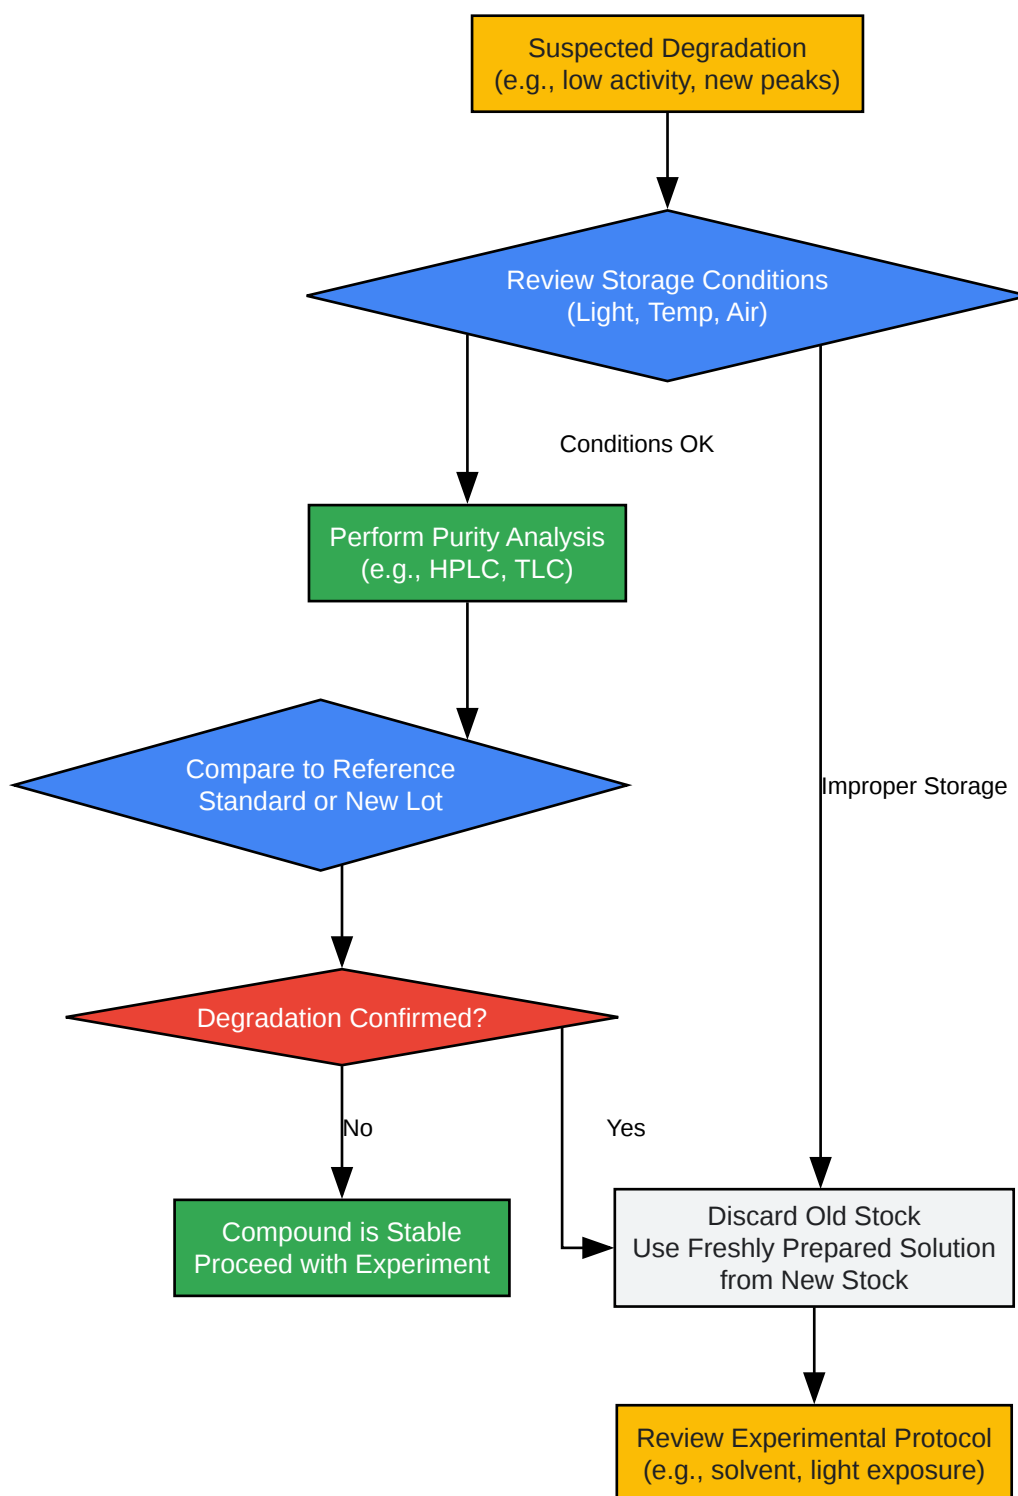 Suspected Degradation
(e.g., low activity, new peaks)
Review Storage Conditions
(Light, Temp, Air)
Conditions OK
Perform Purity Analysis
(e.g., HPLC, TLC)
Compare to Reference
Standard or New Lot
Improper Storage
Degradation Confirmed?
No
Yes
Compound is Stable
Proceed with Experiment
Discard Old Stock
Use Freshly Prepared Solution
from New Stock
Review Experimental Protocol
(e.g., solvent, light exposure)